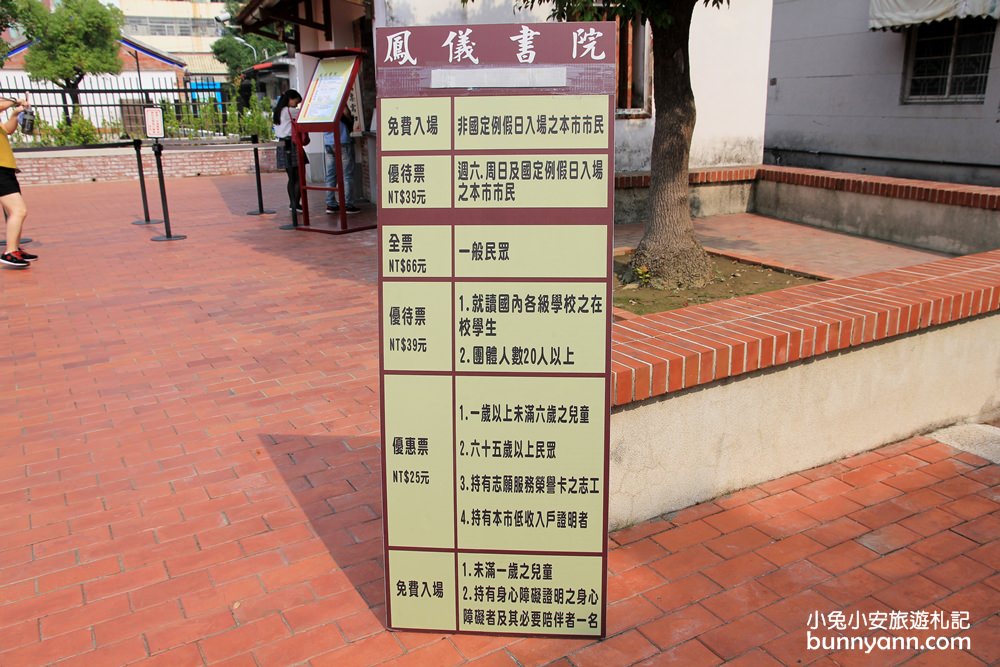 鳳儀書院
免費入場
非國定例假日入場之本市市民
優待票
NT$39元
週六.周日及國定例假日入場
之本市市民
全票
NT$66元
一般民眾
優待票
NT$39元
1.就讀國內各級學校之在
校學生
2.團體人數20人以上
優惠票
NT$25元
1.一歲以上未滿六歲之兒童
2.六十五歲以上民眾
3.持有志願服務榮譽卡之志工
4.持有本市低收入戶證明者
免費入場
1.未滿一歲之兒童
2.持有身心障礙證明之身心
障礙者及其必要陪伴者一名
小兔小安旅遊札記
bunnyann.com